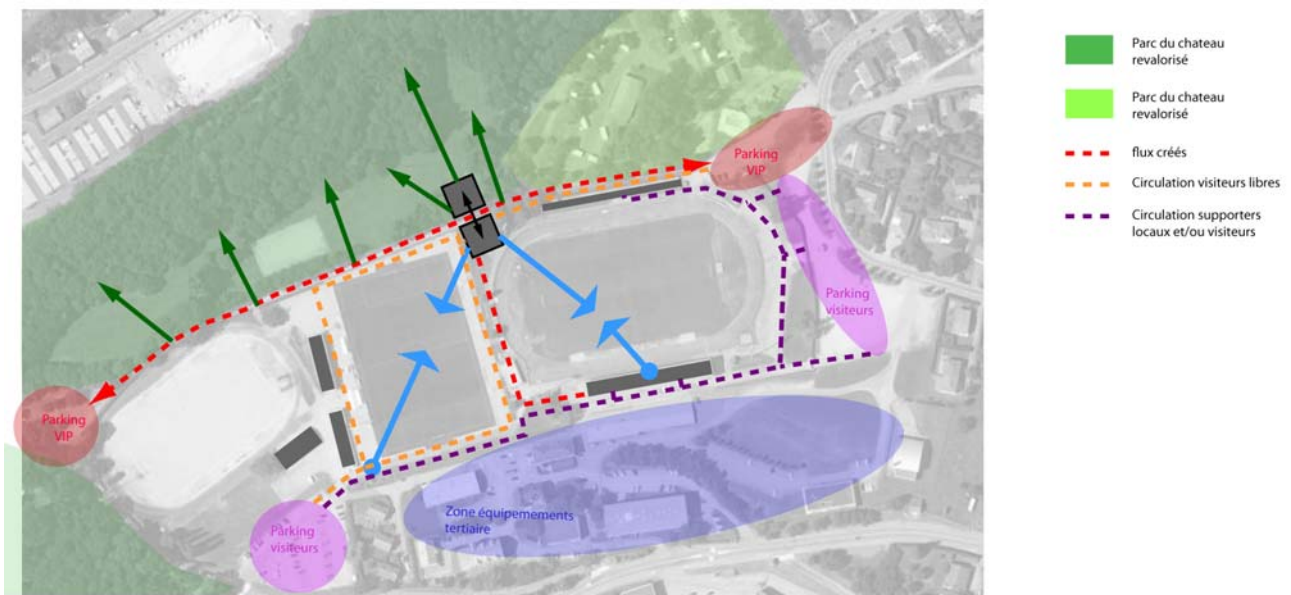 Parking
VIP
Parking
visiteurs
Parking
VIP
Zone équipemements
tertiaire
Parking
visiteurs
Parc du chateau
revalorisé
Parc du chateau
revalorisé
flux créés
Circulation visiteurs libres
Circulation supporters
locaux et/ou visiteurs